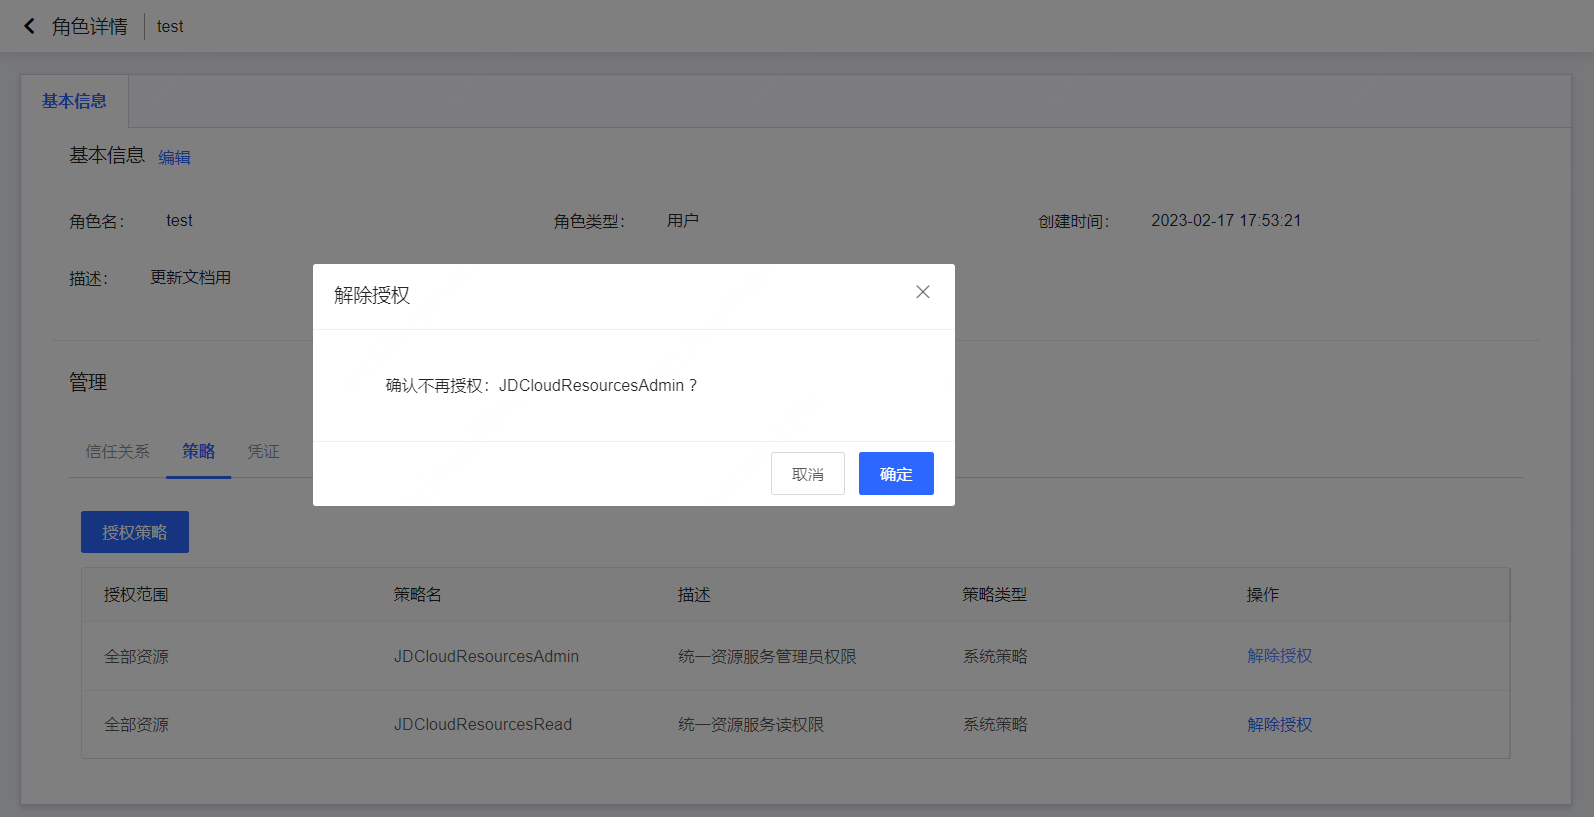 角色详情 test
基本信息
基本信息 编辑
角色名： test 角色类型： 用户 创建时间： 2023-02-17 17:53:21
描述： 更新文档用
解除授权
确认不再授权：JDCloudResourcesAdmin？
取消 确定
管理
信任关系 策略 凭证
授权策略
授权范围 策略名 描述 策略类型 操作
全部资源 JDCloudResourcesAdmin 统一资源服务管理员权限 系统策略 解除授权
全部资源 JDCloudResourcesRead 统一资源服务读权限 系统策略 解除授权